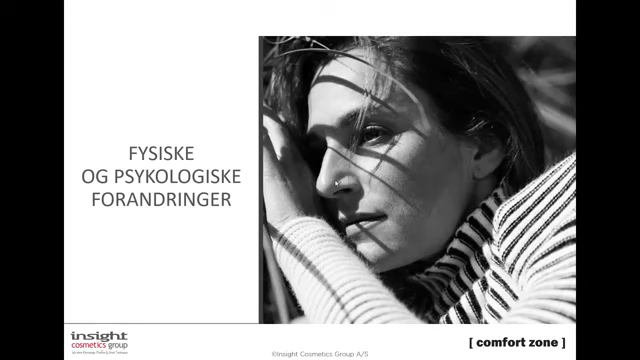 FYSISKE
OG PSYKOLOGISKE
FORANDRINGER
insight
cosmetics group
[ comfort zone ]
©Insight Cosmetics Group A/S